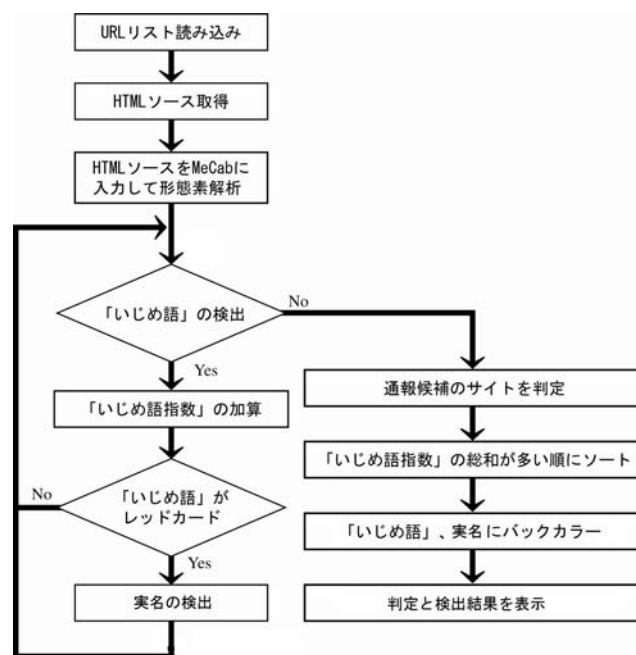 URLリスト読み込み
HTMLソース取得
HTMLソースをMeCabに
入力して形態素解析
「いじめ語」の検出
No
Yes
「いじめ語指数」の加算
「いじめ語」が
レッドカード
No
Yes
実名の検出
通報候補のサイトを判定
「いじめ語指数」の総和が多い順にソート
「いじめ語」、実名にバックカラー
判定と検出結果を表示